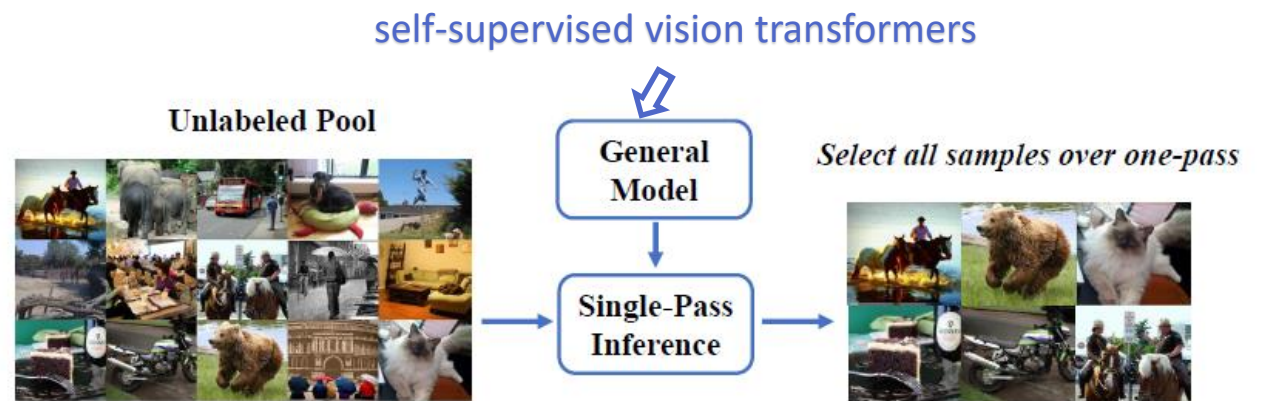 self-supervised vision transformers
Unlabeled Pool
General
Model
Select all samples over one-pass
Single-Pass
Inference